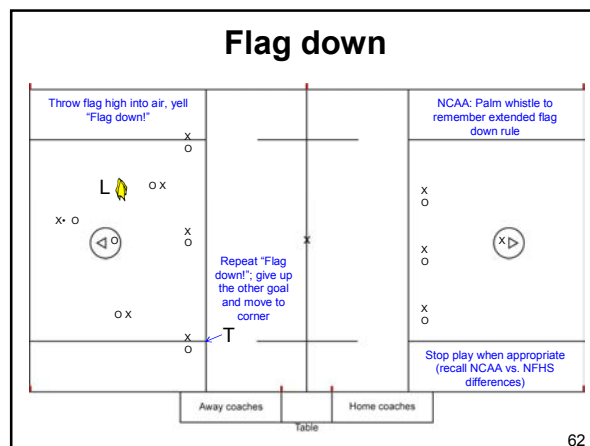 Flag down
Throw flag high into air, yell
“Flag down!”
NCAA: Palm whistle to
remember extended flag
down rule
X
O
L
O X
X
O
X• O
X
O
O
X
X
O
X
Repeat “Flag
down!”; give up
the other goal
and move to
corner
O X
X
O
X
O
T
Stop play when appropriate
(recall NCAA vs. NFHS
differences)
Away coaches
Home coaches
Table
62